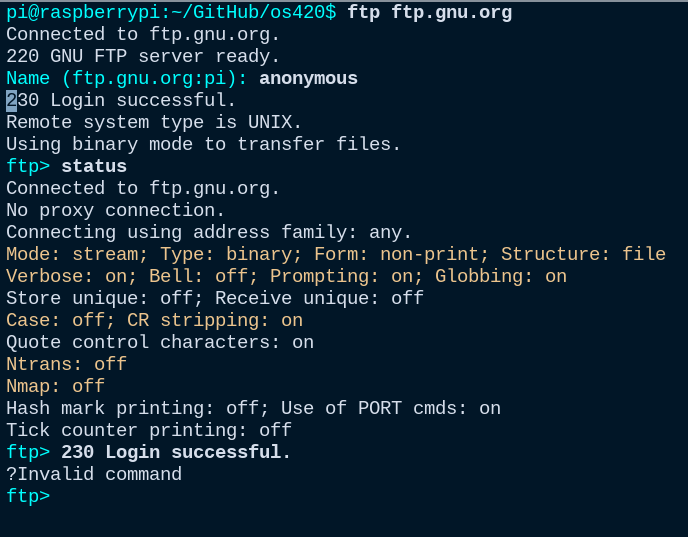 pi@raspberrypi:~/GitHub/os420$ ftp ftp.gnu.org
Connected to ftp.gnu.org.
220 GNU FTP server ready.
Name (ftp.gnu.org:pi): anonymous
230 Login successful.
Remote system type is UNIX.
Using binary mode to transfer files.
ftp> status
Connected to ftp.gnu.org.
No proxy connection.
Connecting using address family: any.
Mode: stream; Type: binary; Form: non-print; Structure: file
Verbose: on; Bell: off; Prompting: on; Globbing: on
Store unique: off; Receive unique: off
Case: off; CR stripping: on
Quote control characters: on
Ntrans: off
Nmap: off
Hash mark printing: off; Use of PORT cmds: on
Tick counter printing: off
ftp> 230 Login successful.
?Invalid command
ftp>